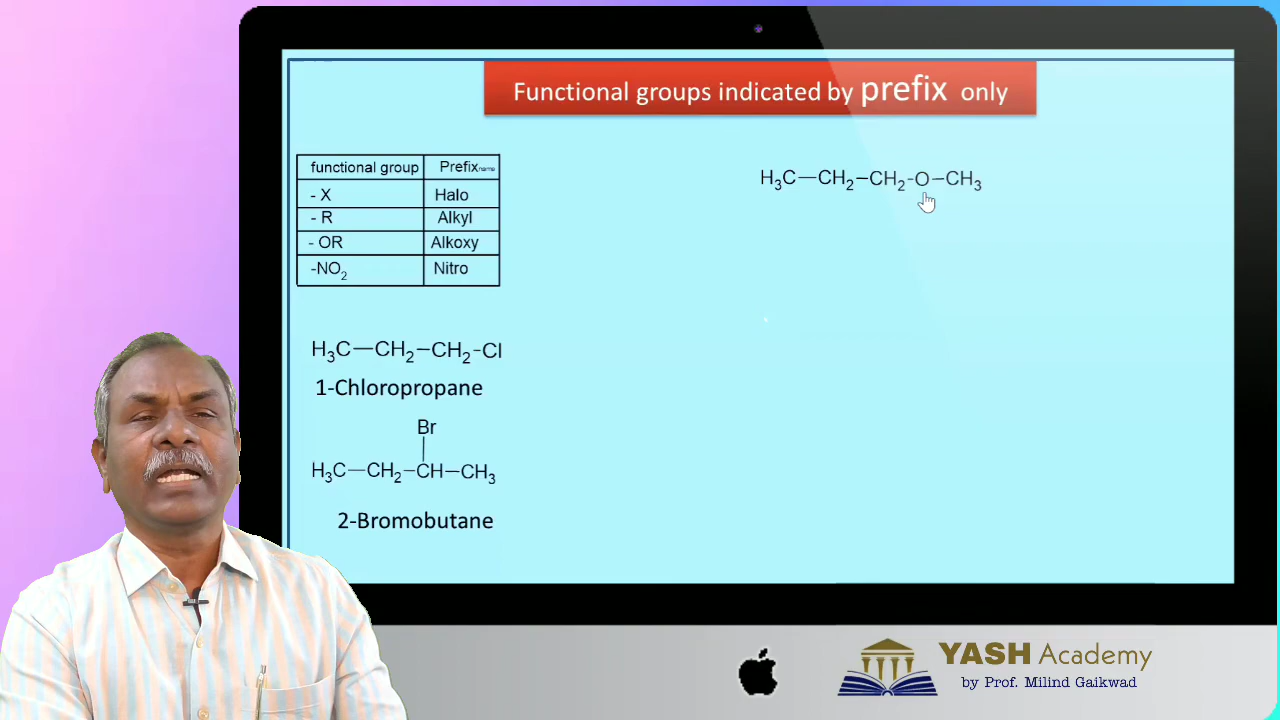 Functional groups indicated by prefix only
functional group Prefix name
- X Halo
- R Alkyl
- OR Alkoxy
-NO2 Nitro
H3C—CH2—CH2-O—CH3
H3C—CH2—CH2-Cl
1-Chloropropane
Br
H3C—CH2-CH—CH3
2-Bromobutane
YASH Academy
by Prof. Milind Gaikwad